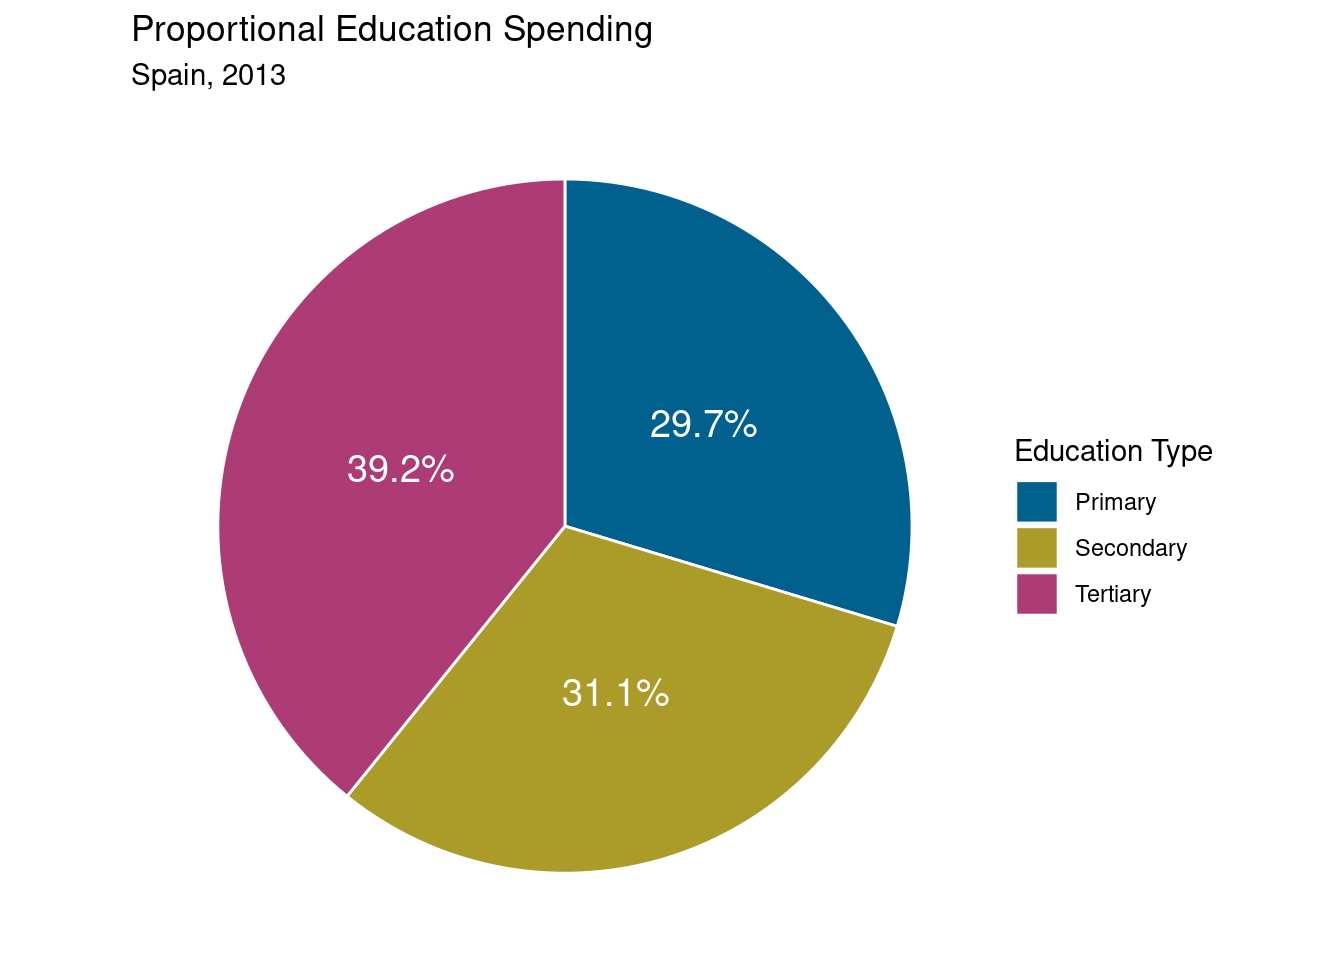 Proportional Education Spending
Spain, 2013
29.7%
39.2%
31.1%
Education Type
Primary
Secondary
Tertiary